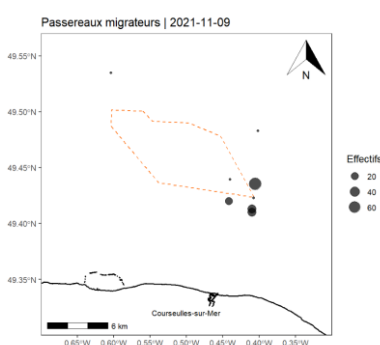 Passereaux migrateurs | 2021-11-09
49.55°N
49.50°N
49.45°N
49.40°N
49.35°N
N
Effectifs
20
40
60
Courseulles-sur-Mer
6 km
0.65°W 0.60°W 0.55°W 0.50°W 0.45°W 0.40°W 0.35°W